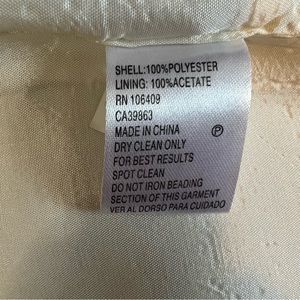 SHELL:100%POLYESTER
LINING: 100%ACETATE
RN 106409
CA39863
MADE IN CHINA
DRY CLEAN ONLY
FOR BEST RESULTS
SPOT CLEAN
DO NOT IRON BEADING
SECTION OF THIS GARMENT
VER AL DORSO PARA CUIDADO
P